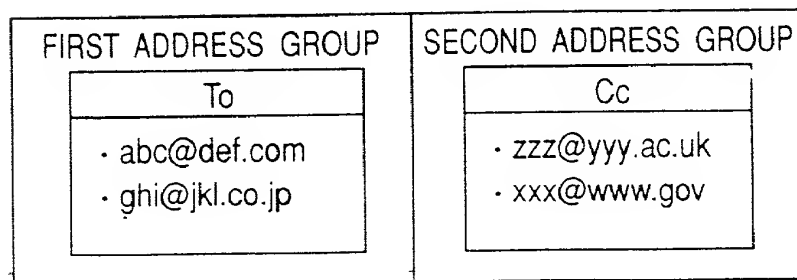 FIRST ADDRESS GROUP
To
· abc@def.com
· ghi@jkl.co.jp
SECOND ADDRESS GROUP
Cc
· zzz@yyy.ac.uk
· xxx@www.gov